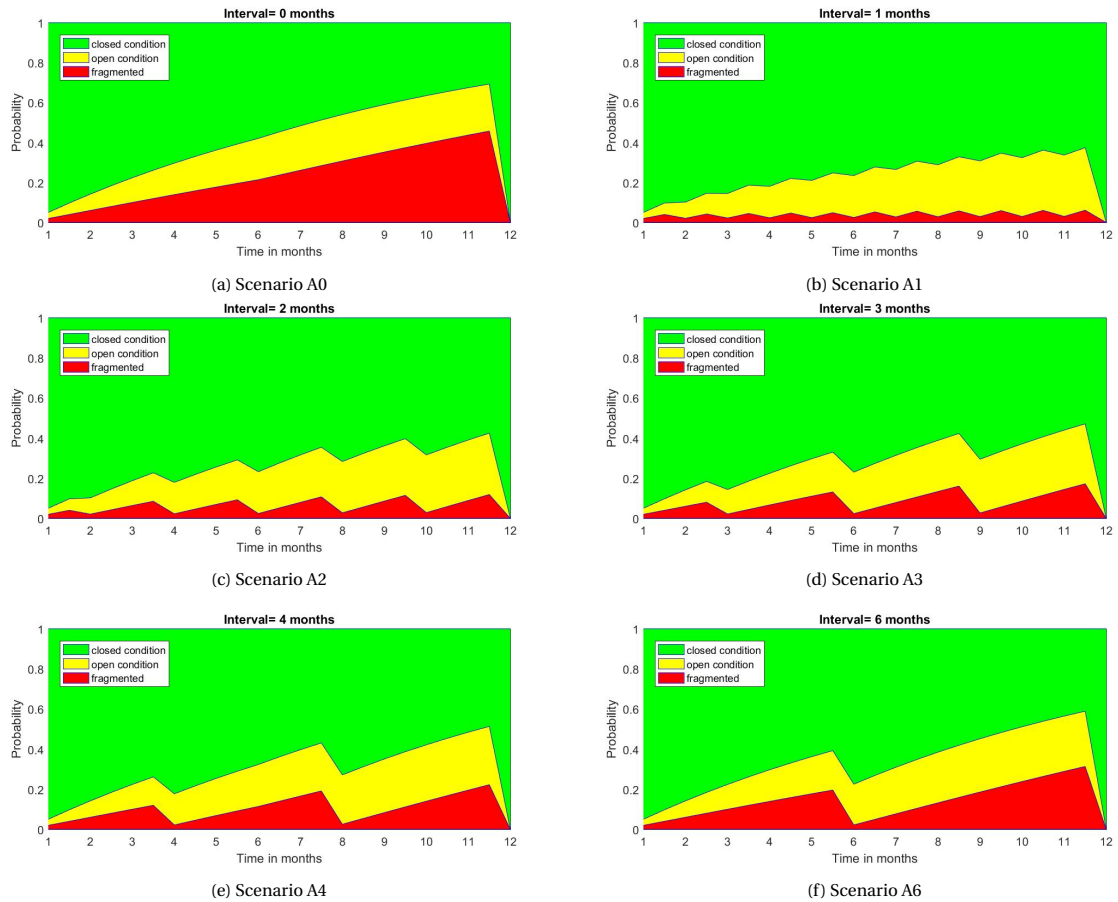 Interval= 0 months
closed condition
open condition
fragmented
Probability
1
0.8
0.6
0.4
0.2
0
1 2 3 4 5 6 7 8 9 10 11 12
Time in months
(a) Scenario A0
Interval= 1 months
closed condition
open condition
fragmented
Probability
1
0.8
0.6
0.4
0.2
0
1 2 3 4 5 6 7 8 9 10 11 12
Time in months
(b) Scenario A1
Interval= 2 months
closed condition
open condition
fragmented
Probability
1
0.8
0.6
0.4
0.2
0
1 2 3 4 5 6 7 8 9 10 11 12
Time in months
(c) Scenario A2
Interval= 3 months
closed condition
open condition
fragmented
Probability
1
0.8
0.6
0.4
0.2
0
1 2 3 4 5 6 7 8 9 10 11 12
Time in months
(d) Scenario A3
Interval= 4 months
closed condition
open condition
fragmented
Probability
1
0.8
0.6
0.4
0.2
0
1 2 3 4 5 6 7 8 9 10 11 12
Time in months
(e) Scenario A4
Interval= 6 months
closed condition
open condition
fragmented
Probability
1
0.8
0.6
0.4
0.2
0
1 2 3 4 5 6 7 8 9 10 11 12
Time in months
(f) Scenario A6